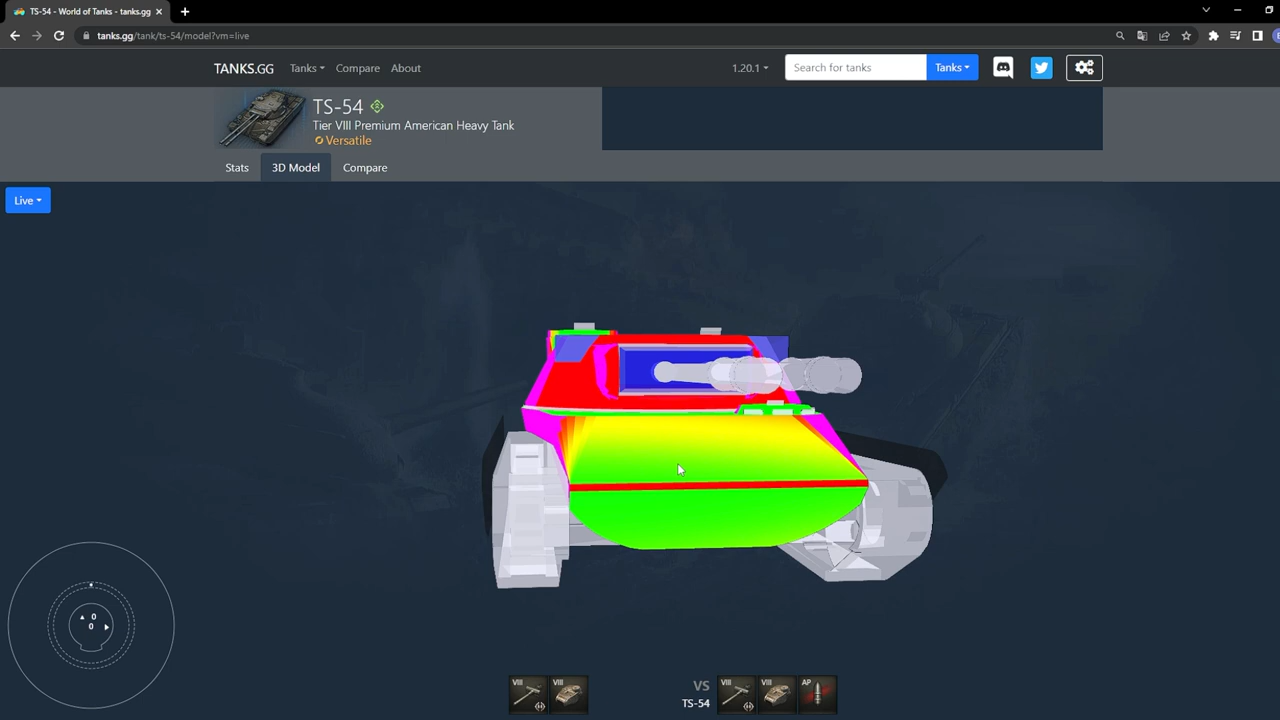 TS-54 - World of Tanks - tanks.gg
tanks.gg/tank/ts-54/model?vm=live
TANKS.GG Tanks Compare About 1.20.1 Search for tanks Tanks
TS-54
Tier VIII Premium American Heavy Tank
Versatile
Stats 3D Model Compare
Live
0
0
VIII VIII VS VIII VIII AP
TS-54